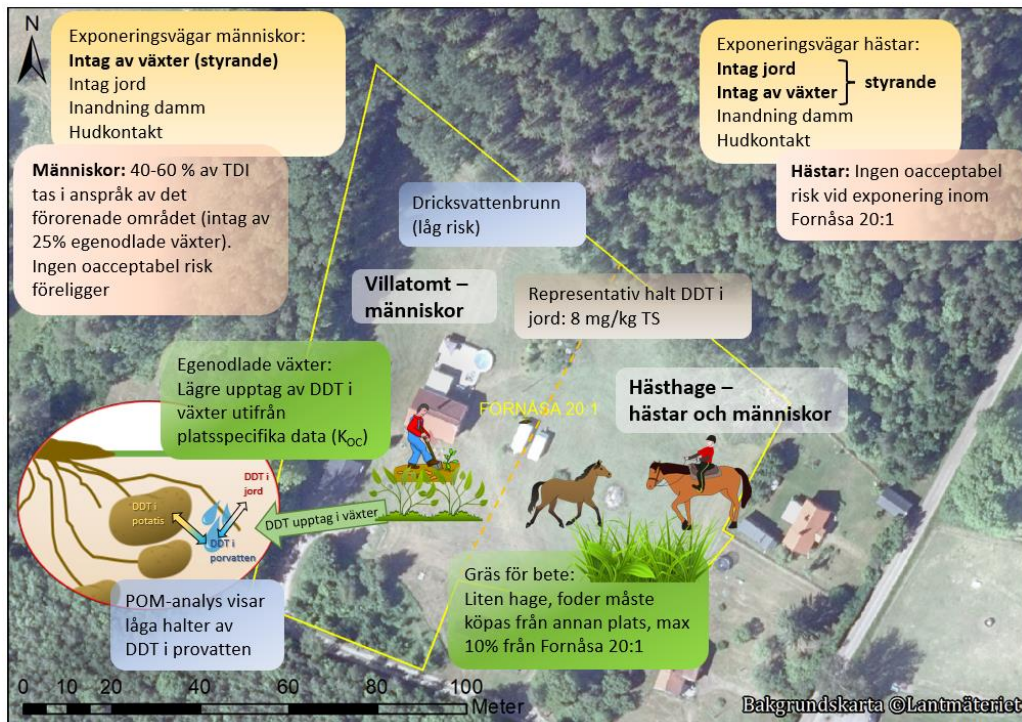 N
Exponeringsvägar människor:
Intag av växter (styrande)
Intag jord
Inandning damm
Hudkontakt
Människor: 40-60 % av TDI
tas i anspråk av det
förorenade området (intag av
25% egenodlade växter).
Ingen oacceptabel risk
föreligger
Exponeringsvägar hästar:
Intag jord
Intag av växter
styrande
Inandning damm
Hudkontakt
Hästar: Ingen oacceptabel
risk vid exponering inom
Fornåsa 20:1
Dricksvattenbrunn
(låg risk)
Villatomt –
människor
Representativ halt DDT i
jord: 8 mg/kg TS
Egenodlade växter:
Lägre upptag av DDT i
växter utifrån
platsspecifika data (KOC)
FORNÅSA 20:1
Hästhage –
hästar och människor
DDT i
jord
DDT i
potatis
DDT i
porvatten
DDT upptag i växter
POM-analys visar
låga halter av
DDT i provatten
Gräs för bete:
Liten hage, foder måste
köpas från annan plats, max
10% från Fornåsa 20:1
0 20 40 60 80 100
Meter
Bakgrundskarta ©Lantmäteriet